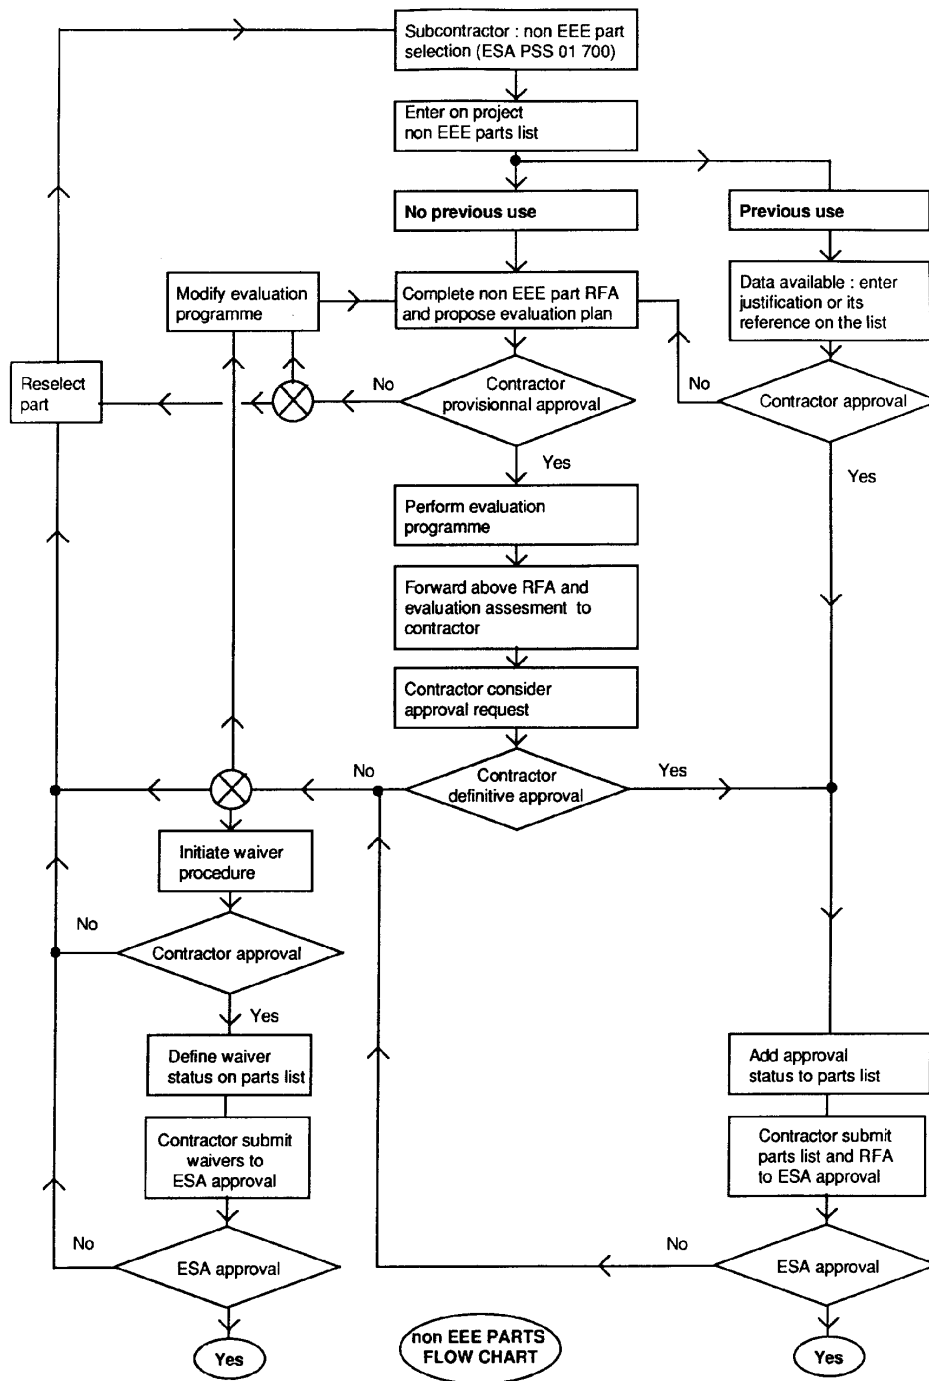 Subcontractor : non EEE part
selection (ESA PSS 01 700)
Enter on project
non EEE parts list
No previous use
Previous use
Modify evaluation
programme
Complete non EEE part RFA
and propose evaluation plan
Data available : enter
justification or its
reference on the list
Reselect
part
No
Contractor
provisionnal approval
No
Contractor approval
Yes
Yes
Perform evaluation
programme
Forward above RFA and
evaluation assesment to
contractor
Contractor consider
approval request
No
Contractor
definitive approval
Yes
Initiate waiver
procedure
No
Contractor approval
Yes
Define waiver
status on parts list
Add approval
status to parts list
Contractor submit
waivers to
ESA approval
Contractor submit
parts list and RFA
to ESA approval
No
ESA approval
No
ESA approval
Yes
non EEE PARTS
FLOW CHART
Yes